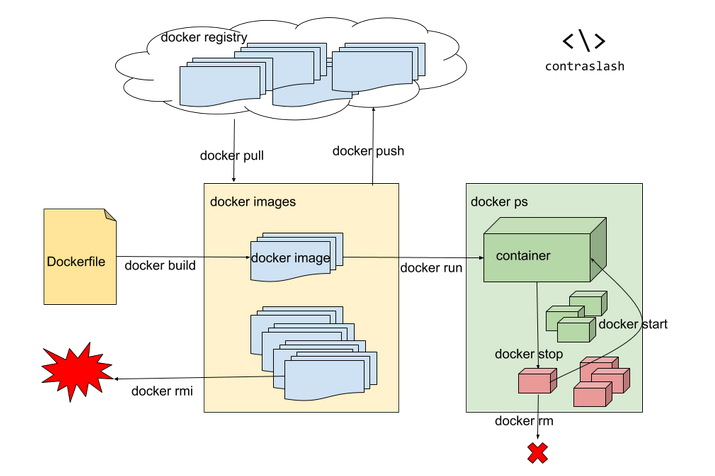 docker registry
<\>
contraslash
docker pull
docker push
docker images
docker ps
Dockerfile
docker build
docker image
docker run
container
docker start
docker stop
docker rmi
docker rm